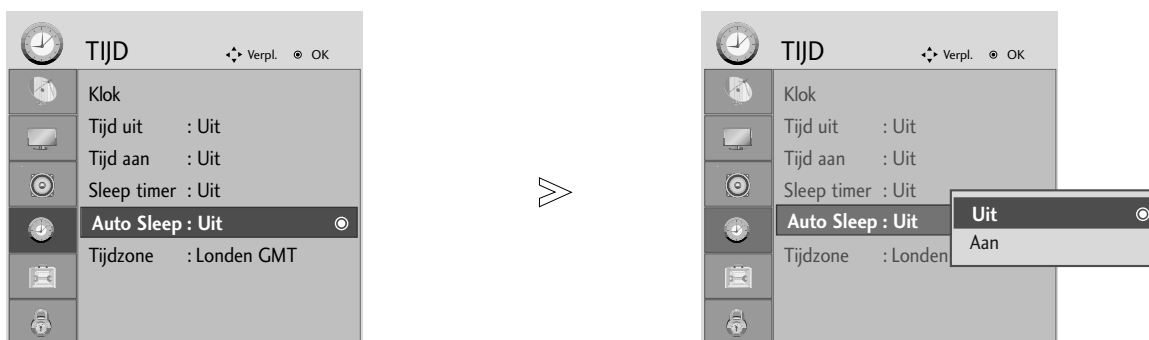 TIJD Verpl. OK
Klok
Tijd uit : Uit
Tijd aan : Uit
Sleep timer : Uit
Auto Sleep : Uit
Tijdzone : Londen GMT
TIJD Verpl. OK
Klok
Tijd uit : Uit
Tijd aan : Uit
Sleep timer : Uit
Auto Sleep : Uit
Tijdzone : Londen
Uit
Aan